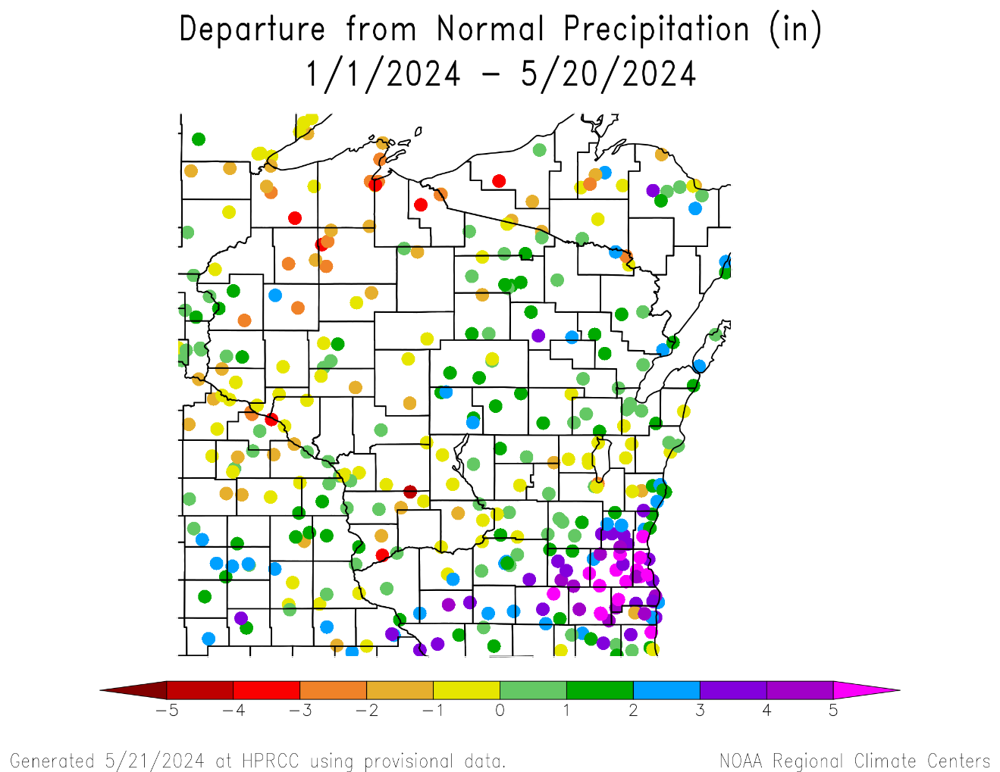 Departure from Normal Precipitation (in)
1/1/2024 – 5/20/2024
−5 −4 −3 −2 −1 0 1 2 3 4 5
Generated 5/21/2024 at HPRCC using provisional data.
NOAA Regional Climate Centers